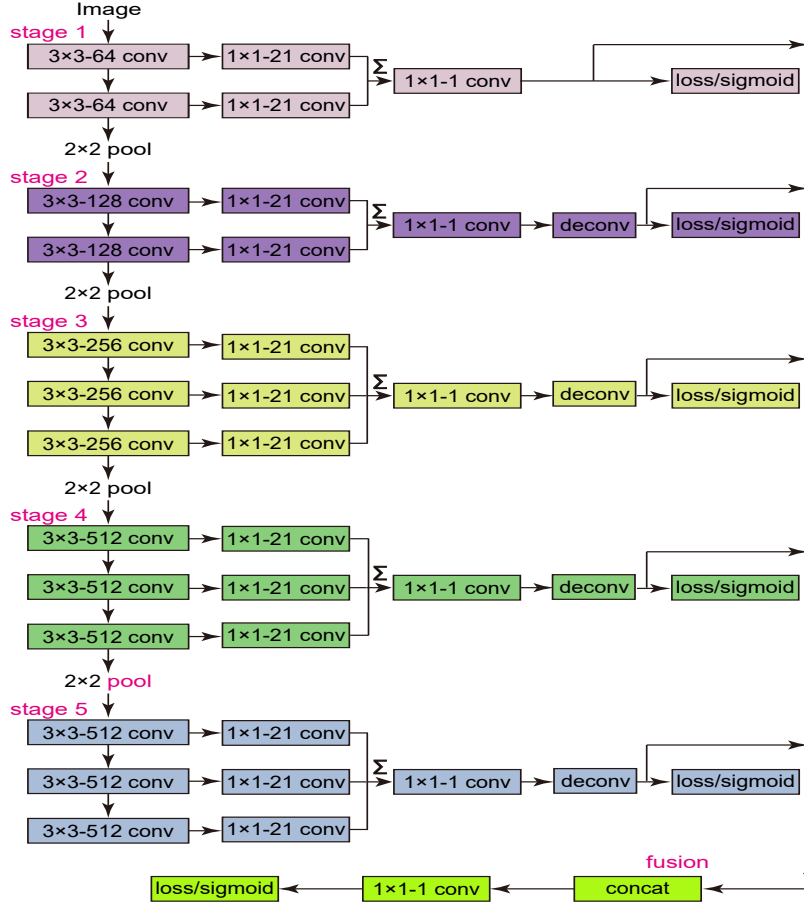 Image
stage 1
3×3-64 conv 1×1-21 conv Σ 1×1-1 conv loss/sigmoid
3×3-64 conv 1×1-21 conv
2×2 pool
stage 2
3×3-128 conv 1×1-21 conv Σ 1×1-1 conv deconv loss/sigmoid
3×3-128 conv 1×1-21 conv
2×2 pool
stage 3
3×3-256 conv 1×1-21 conv
3×3-256 conv 1×1-21 conv Σ 1×1-1 conv deconv loss/sigmoid
3×3-256 conv 1×1-21 conv
2×2 pool
stage 4
3×3-512 conv 1×1-21 conv
3×3-512 conv 1×1-21 conv Σ 1×1-1 conv deconv loss/sigmoid
3×3-512 conv 1×1-21 conv
2×2 pool
stage 5
3×3-512 conv 1×1-21 conv
3×3-512 conv 1×1-21 conv Σ 1×1-1 conv deconv loss/sigmoid
3×3-512 conv 1×1-21 conv
fusion
loss/sigmoid 1×1-1 conv concat